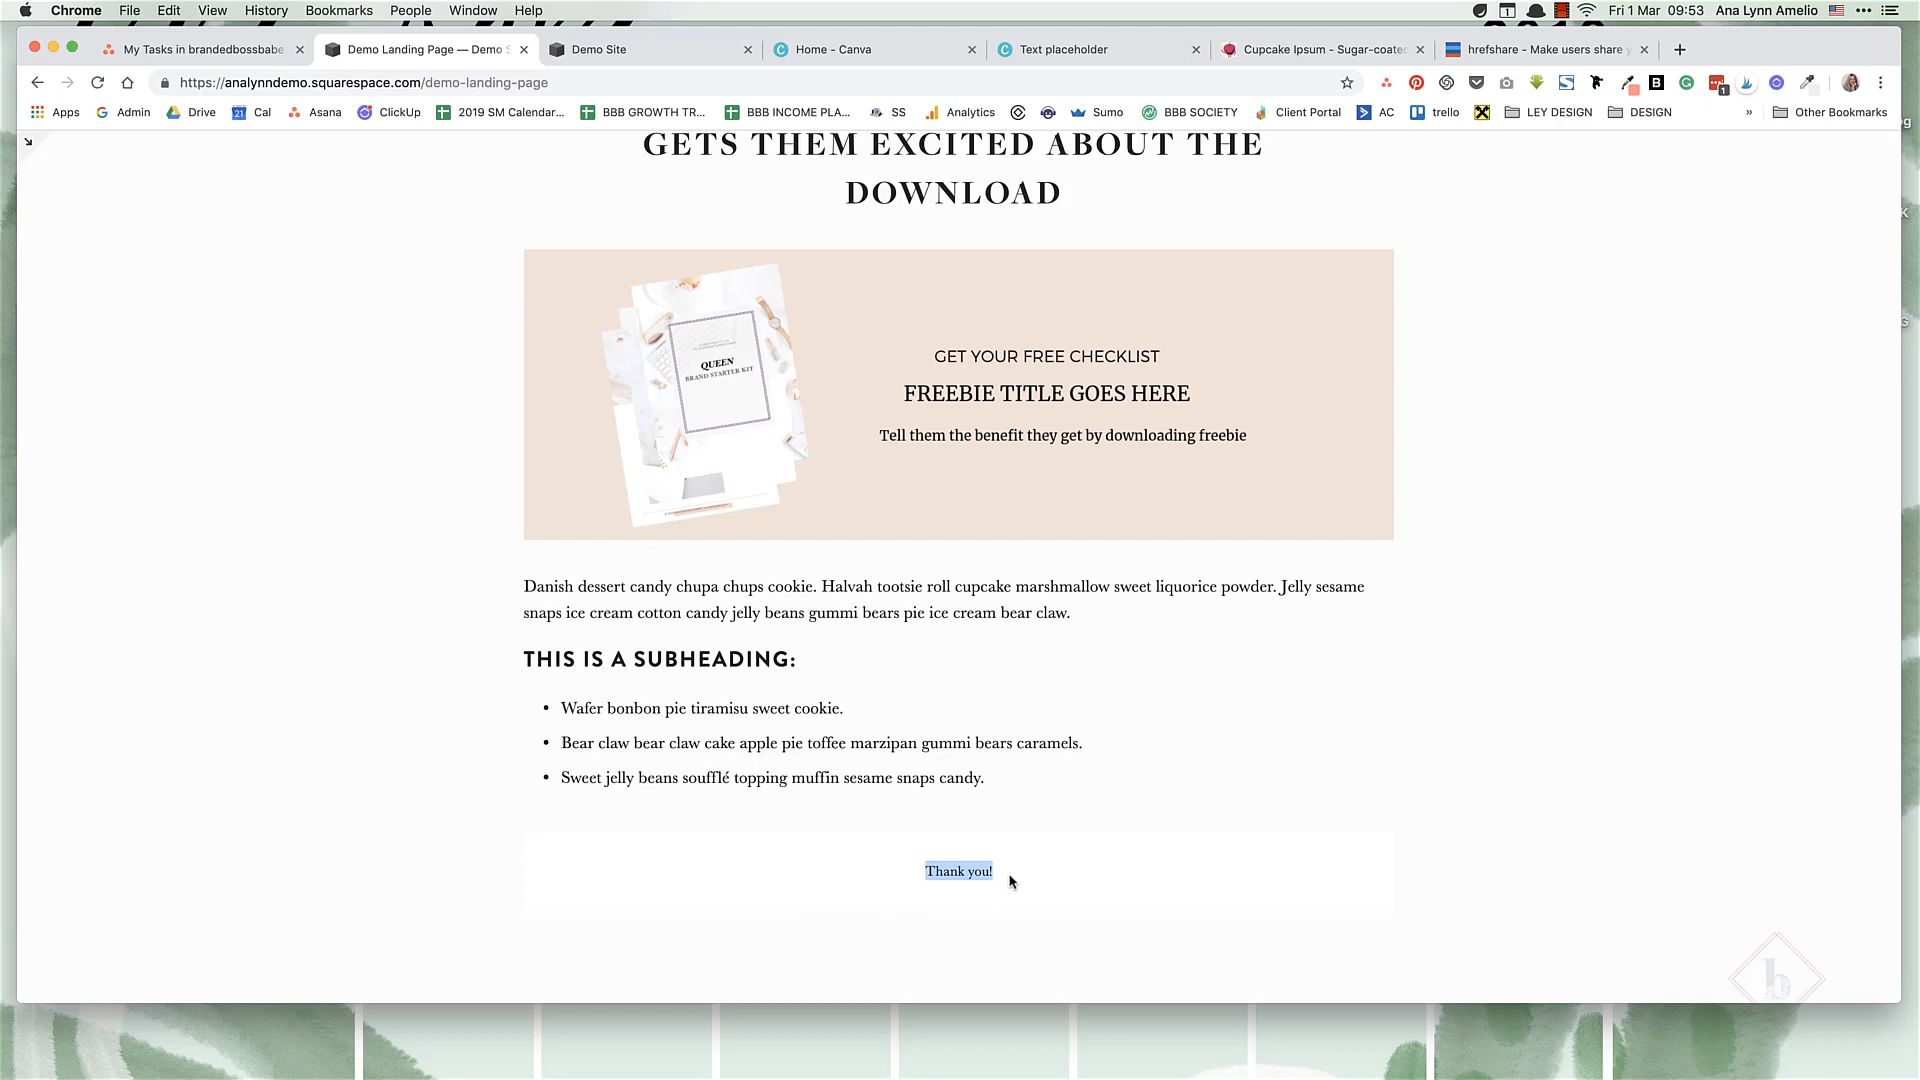 Chrome File Edit View History Bookmarks People Window Help
Fri 1 Mar 09:53 Ana Lynn Amelio
My Tasks in brandedbossbabe
Demo Landing Page — Demo S
Demo Site
Home - Canva
Text placeholder
Cupcake Ipsum - Sugar-coated
hrefshare - Make users share y
https://analynndemo.squarespace.com/demo-landing-page
Apps Admin Drive Cal Asana ClickUp 2019 SM Calendar... BBB GROWTH TR... BBB INCOME PLA... SS Analytics Sumo BBB SOCIETY Client Portal AC trello LEY DESIGN DESIGN » Other Bookmarks
GETS THEM EXCITED ABOUT THE
DOWNLOAD
QUEEN
BRAND STARTER KIT
GET YOUR FREE CHECKLIST
FREEBIE TITLE GOES HERE
Tell them the benefit they get by downloading freebie
Danish dessert candy chupa chups cookie. Halvah tootsie roll cupcake marshmallow sweet liquorice powder. Jelly sesame
snaps ice cream cotton candy jelly beans gummi bears pie ice cream bear claw.
THIS IS A SUBHEADING:
• Wafer bonbon pie tiramisu sweet cookie.
• Bear claw bear claw cake apple pie toffee marzipan gummi bears caramels.
• Sweet jelly beans soufflé topping muffin sesame snaps candy.
Thank you!
b